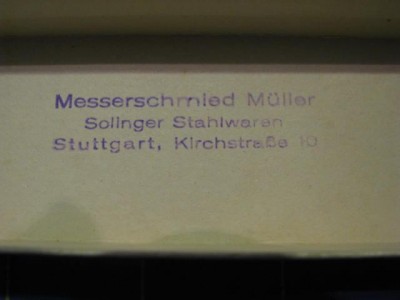 Messerschmied Müller
Solinger Stahlwaren
Stuttgart, Kirchstraße 10